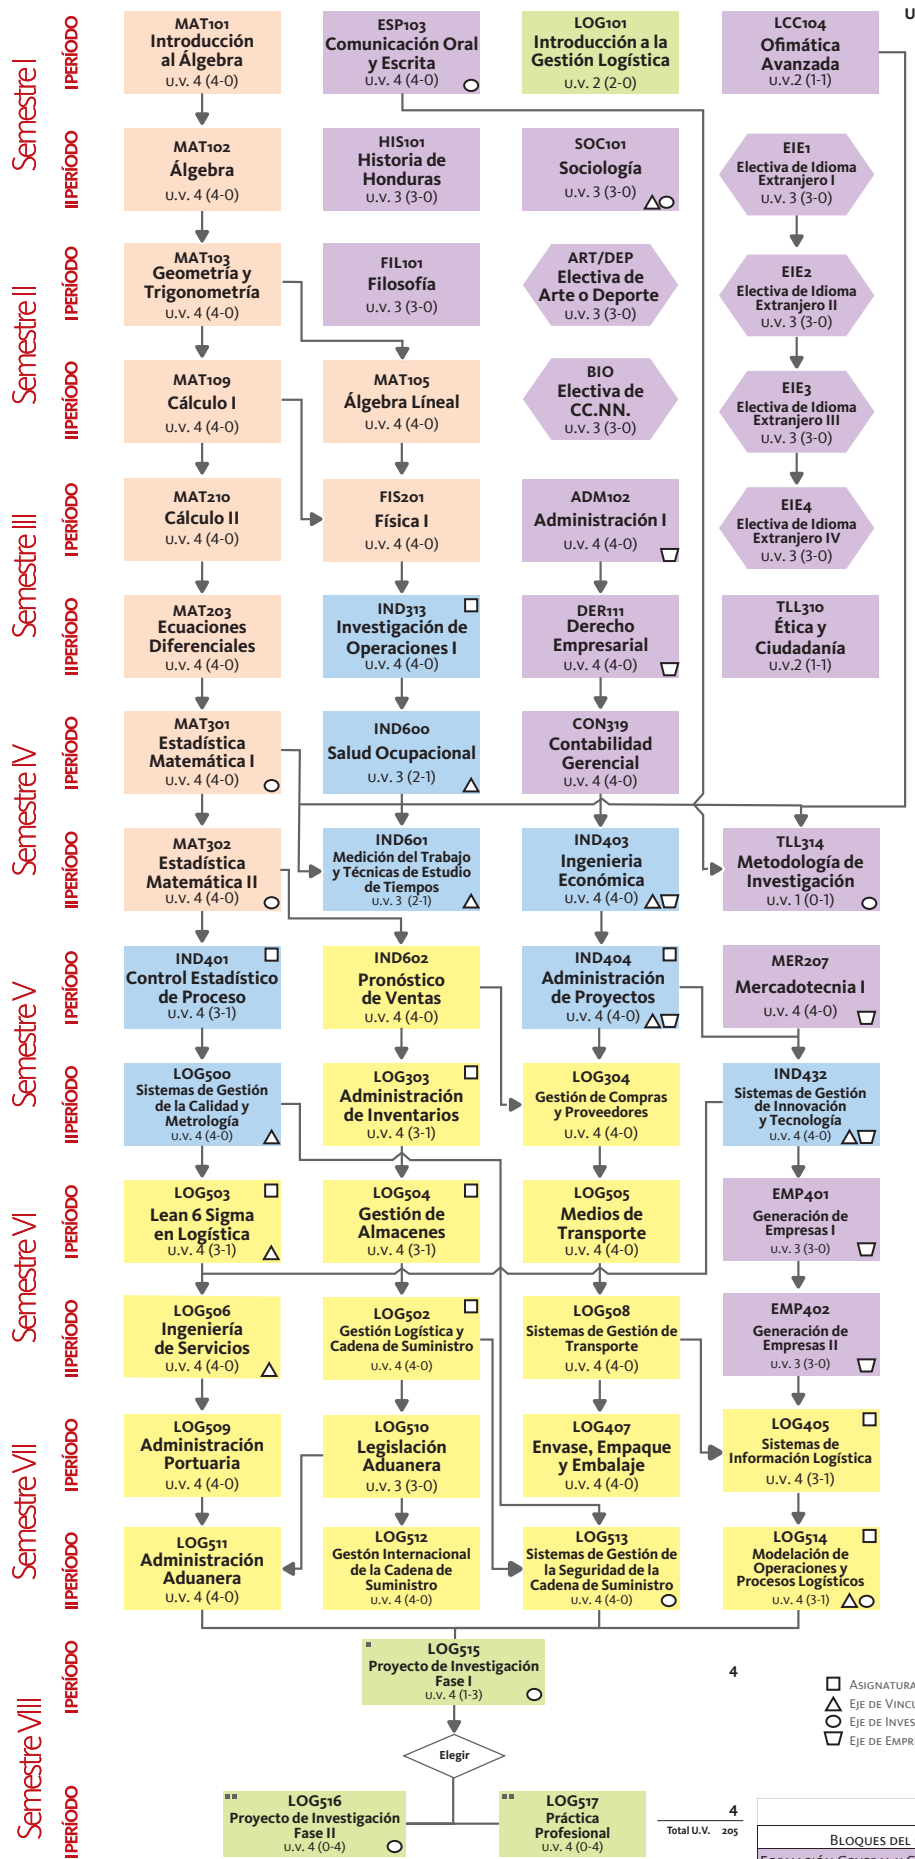 U
Semestre I
I PERÍODO
MAT101
Introducción
al Álgebra
U.V. 4 (4-0)
ESP103
Comunicación Oral
y Escrita
U.V. 4 (4-0)
LOG101
Introducción a la
Gestión Logística
U.V. 2 (2-0)
LCC104
Ofimática
Avanzada
U.V.2 (1-1)
II PERÍODO
MAT102
Álgebra
U.V. 4 (4-0)
HIS101
Historia de
Honduras
U.V. 3 (3-0)
SOC101
Sociología
U.V. 3 (3-0)
EIE1
Electiva de Idioma
Extranjero I
U.V. 3 (3-0)
Semestre II
I PERÍODO
MAT103
Geometría y
Trigonometría
U.V. 4 (4-0)
FIL101
Filosofía
U.V. 3 (3-0)
ART/DEP
Electiva de
Arte o Deporte
U.V. 3 (3-0)
EIE2
Electiva de Idioma
Extranjero II
U.V. 3 (3-0)
II PERÍODO
MAT109
Cálculo I
U.V. 4 (4-0)
MAT105
Álgebra Líneal
U.V. 4 (4-0)
BIO
Electiva de
CC.NN.
U.V. 3 (3-0)
EIE3
Electiva de Idioma
Extranjero III
U.V. 3 (3-0)
Semestre III
I PERÍODO
MAT210
Cálculo II
U.V. 4 (4-0)
FIS201
Física I
U.V. 4 (4-0)
ADM102
Administración I
U.V. 4 (4-0)
EIE4
Electiva de Idioma
Extranjero IV
U.V. 3 (3-0)
II PERÍODO
MAT203
Ecuaciones
Diferenciales
U.V. 4 (4-0)
IND313
Investigación de
Operaciones I
U.V. 4 (4-0)
DER111
Derecho
Empresarial
U.V. 4 (4-0)
TLL310
Ética y
Ciudadanía
U.V.2 (1-1)
Semestre IV
I PERÍODO
MAT301
Estadística
Matemática I
U.V. 4 (4-0)
IND600
Salud Ocupacional
U.V. 3 (2-1)
CON319
Contabilidad
Gerencial
U.V. 4 (4-0)
II PERÍODO
MAT302
Estadística
Matemática II
U.V. 4 (4-0)
IND601
Medición del Trabajo
y Técnicas de Estudio
de Tiempos
U.V. 3 (2-1)
IND403
Ingenieria
Económica
U.V. 4 (4-0)
TLL314
Metodología de
Investigación
U.V. 1 (0-1)
Semestre V
I PERÍODO
IND401
Control Estadístico
de Proceso
U.V. 4 (3-1)
IND602
Pronóstico
de Ventas
U.V. 4 (4-0)
IND404
Administración
de Proyectos
U.V. 4 (4-0)
MER207
Mercadotecnia I
U.V. 4 (4-0)
II PERÍODO
LOG500
Sistemas de Gestión
de la Calidad y
Metrología
U.V. 4 (4-0)
LOG303
Administración
de Inventarios
U.V. 4 (3-1)
LOG304
Gestión de Compras
y Proveedores
U.V. 4 (4-0)
IND432
Sistemas de Gestión
de Innovación
y Tecnología
U.V. 4 (4-0)
Semestre VI
I PERÍODO
LOG503
Lean 6 Sigma
en Logística
U.V. 4 (3-1)
LOG504
Gestión de
Almacenes
U.V. 4 (3-1)
LOG505
Medios de
Transporte
U.V. 4 (4-0)
EMP401
Generación de
Empresas I
U.V. 3 (3-0)
II PERÍODO
LOG506
Ingeniería
de Servicios
U.V. 4 (4-0)
LOG502
Gestión Logística y
Cadena de Suministro
U.V. 4 (4-0)
LOG508
Sistemas de Gestión de
Transporte
U.V. 4 (4-0)
EMP402
Generación de
Empresas II
U.V. 3 (3-0)
Semestre VII
I PERÍODO
LOG509
Administración
Portuaria
U.V. 4 (4-0)
LOG510
Legislación
Aduanera
U.V. 3 (3-0)
LOG407
Envase, Empaque
y Embalaje
U.V. 4 (4-0)
LOG405
Sistemas de
Información Logística
U.V. 4 (3-1)
II PERÍODO
LOG511
Administración
Aduanera
U.V. 4 (4-0)
LOG512
Gestón Internacional
de la Cadena de
Suministro
U.V. 4 (4-0)
LOG513
Sistemas de Gestión de
la Seguridad de la
Cadena de Suministro
U.V. 4 (4-0)
LOG514
Modelación de
Operaciones y
Procesos Logísticos
U.V. 4 (3-1)
Semestre VIII
I PERÍODO
LOG515
Proyecto de Investigación
Fase I
U.V. 4 (1-3)
4
Asignatura
Eje de Vincu
Eje de Inves
Eje de Empr
Elegir
II PERÍODO
LOG516
Proyecto de Investigación
Fase II
U.V. 4 (0-4)
LOG517
Práctica
Profesional
U.V. 4 (0-4)
4
Total U.V. 205
Bloques del